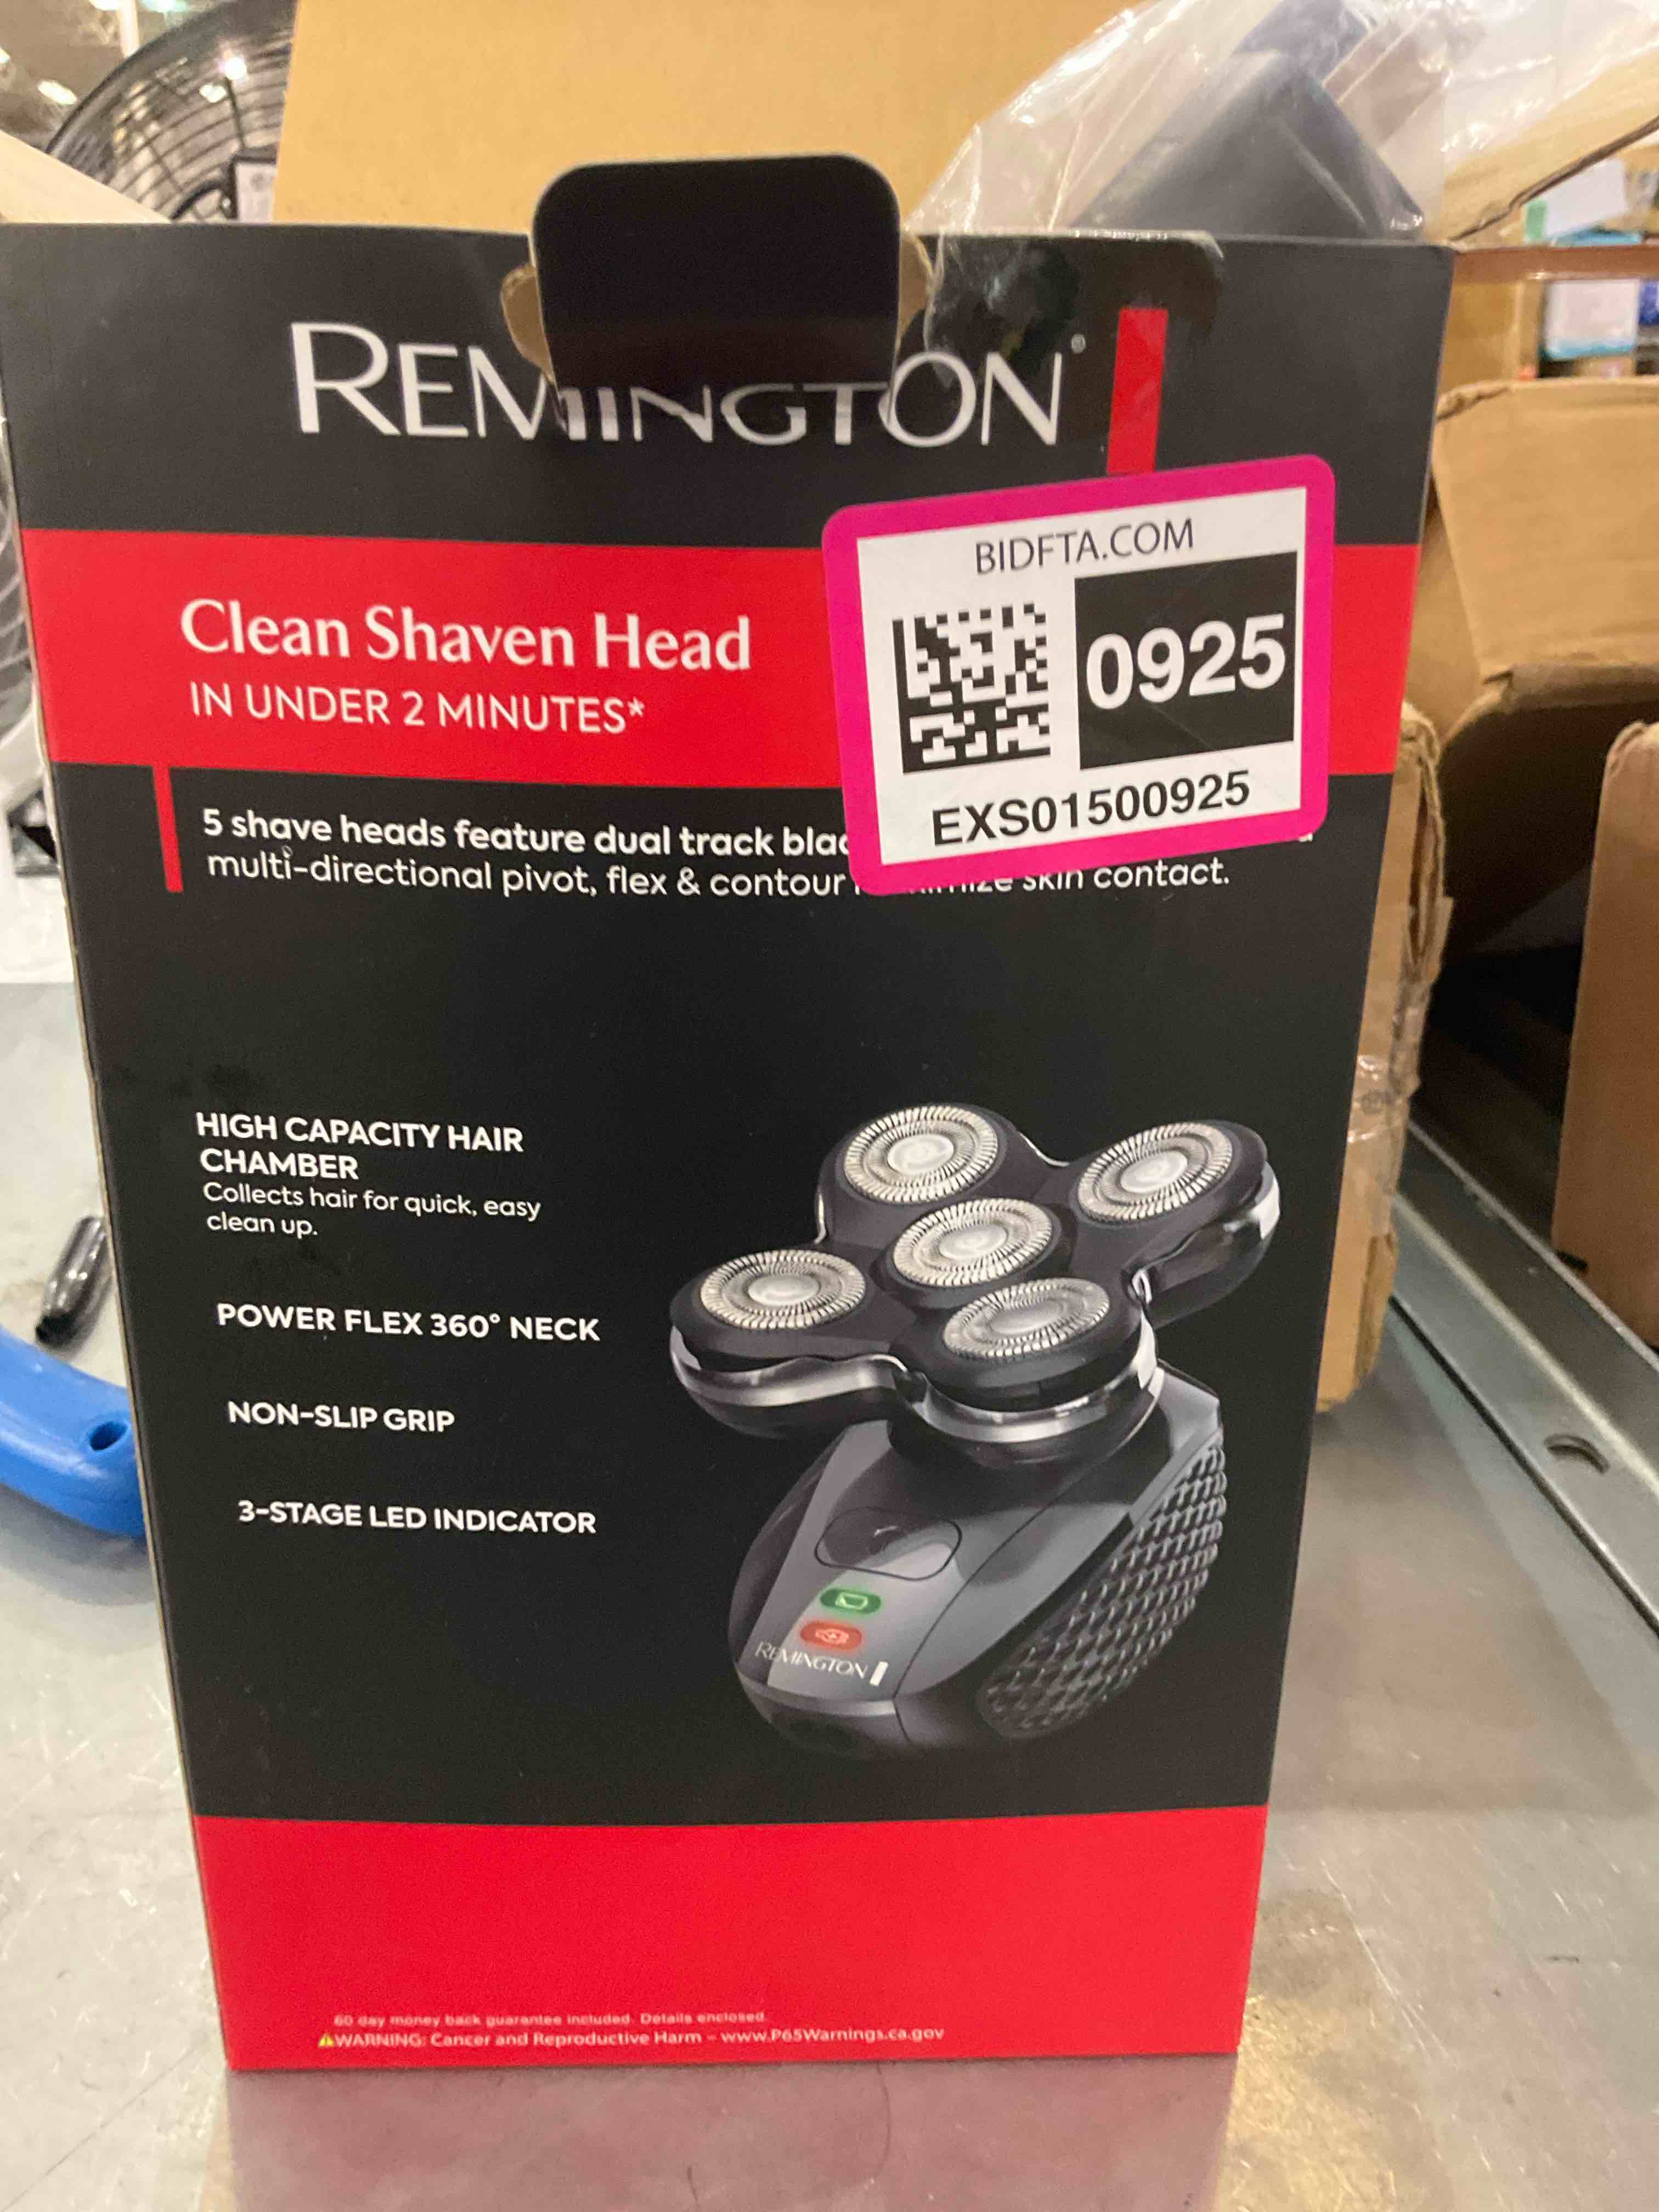 REMINGTON®
BIDFTA.COM
0925
EXS01500925
Clean Shaven Head
IN UNDER 2 MINUTES*
5 shave heads feature dual track
multi-directional pivot, flex & contour skin contact.
HIGH CAPACITY HAIR
CHAMBER
Collects hair for quick, easy
clean up.
POWER FLEX 360° NECK
NON-SLIP GRIP
3-STAGE LED INDICATOR
REMINGTON
60 day money back guarantee included. Details enclosed.
WARNING: Cancer and Reproductive Harm – www.P65Warnings.ca.gov